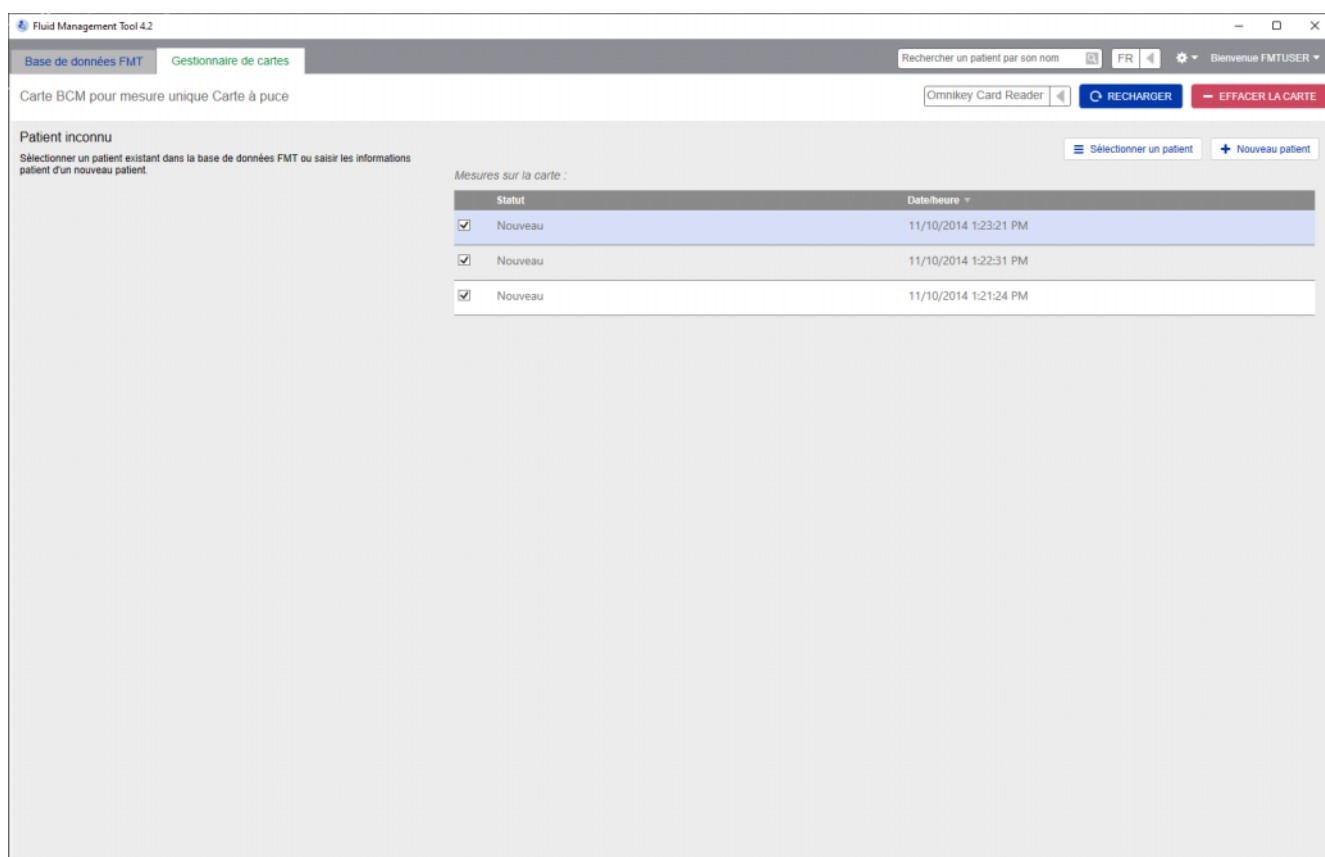 Fluid Management Tool 4.2
Base de données FMT
Gestionnaire de cartes
Rechercher un patient par son nom
FR
Bienvenue FMTUSER
Carte BCM pour mesure unique Carte à puce
Omnikey Card Reader
RECHARGER
EFFACER LA CARTE
Patient inconnu
Sélectionner un patient existant dans la base de données FMT ou saisir les informations
patient d'un nouveau patient.
Sélectionner un patient
Nouveau patient
Mesures sur la carte :
Statut Date/heure
Nouveau 11/10/2014 1:23:21 PM
Nouveau 11/10/2014 1:22:31 PM
Nouveau 11/10/2014 1:21:24 PM